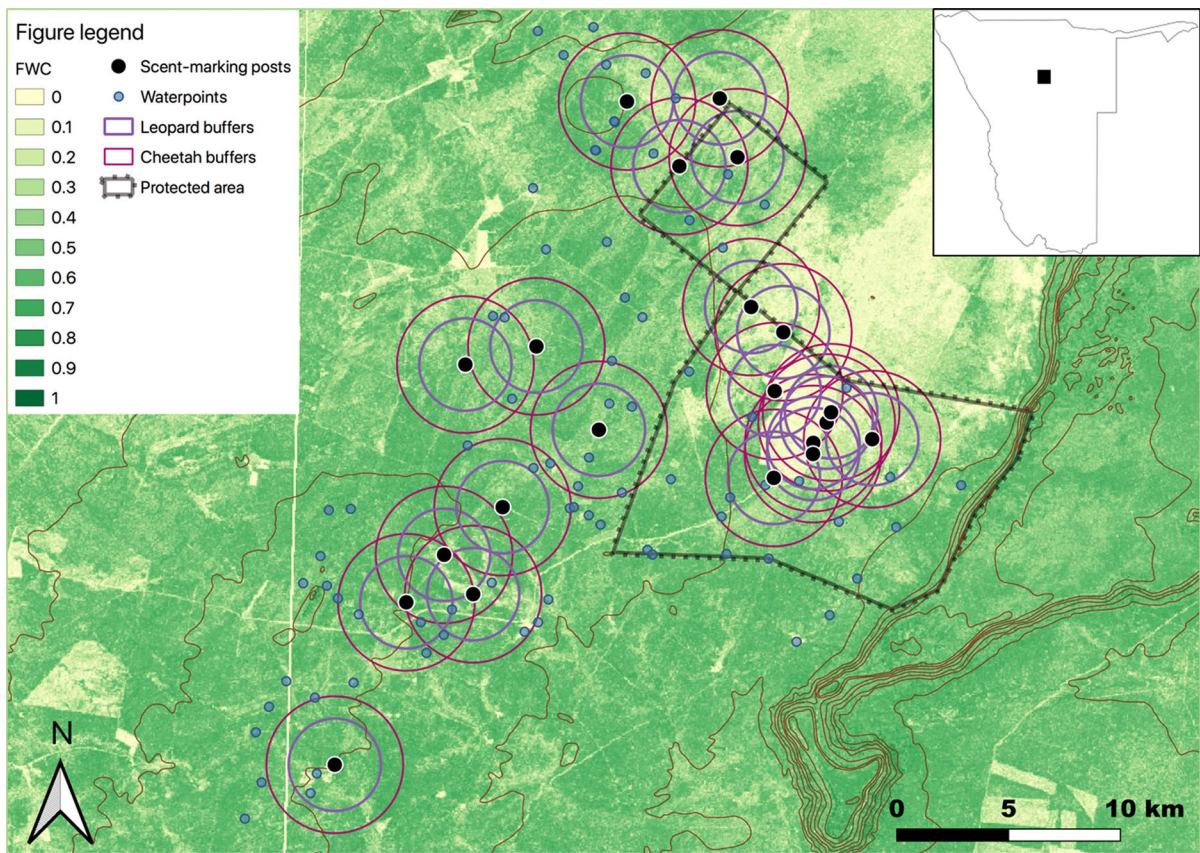 Figure legend
FWC
0
0.1
0.2
0.3
0.4
0.5
0.6
0.7
0.8
0.9
1
Scent-marking posts
Waterpoints
Leopard buffers
Cheetah buffers
Protected area
N
0 5 10 km